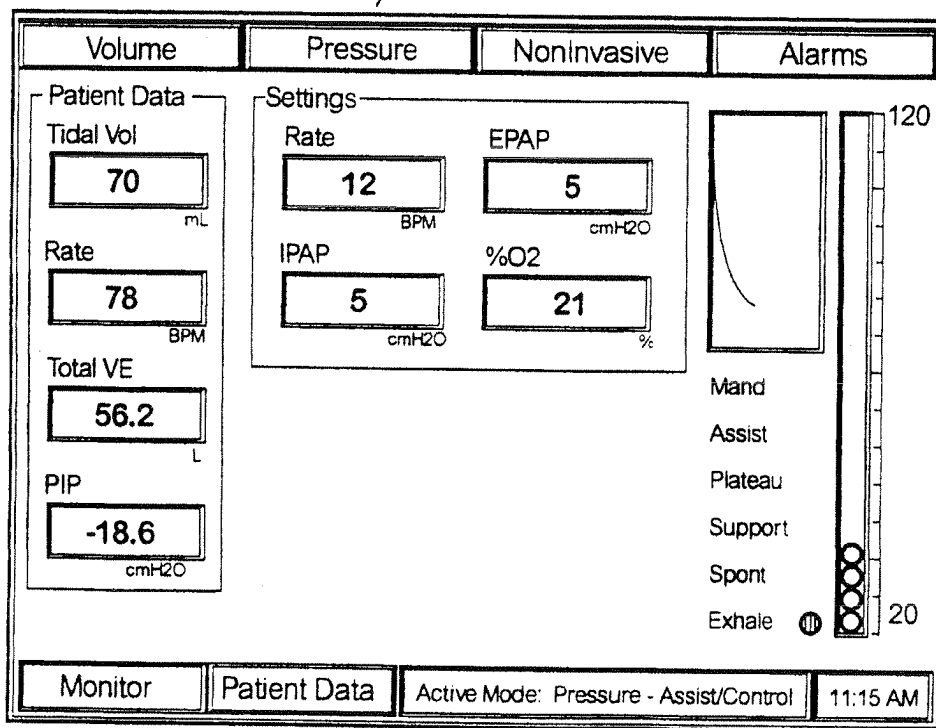 Volume Pressure NonInvasive Alarms
Patient Data
Tidal Vol
70
mL
Rate
78
BPM
Total VE
56.2
L
PIP
-18.6
cmH2O
Settings
Rate
12
BPM
EPAP
5
cmH2O
IPAP
5
cmH2O
%O2
21
%
120
Mand
Assist
Plateau
Support
Spont
Exhale
20
Monitor Patient Data Active Mode: Pressure - Assist/Control 11:15 AM